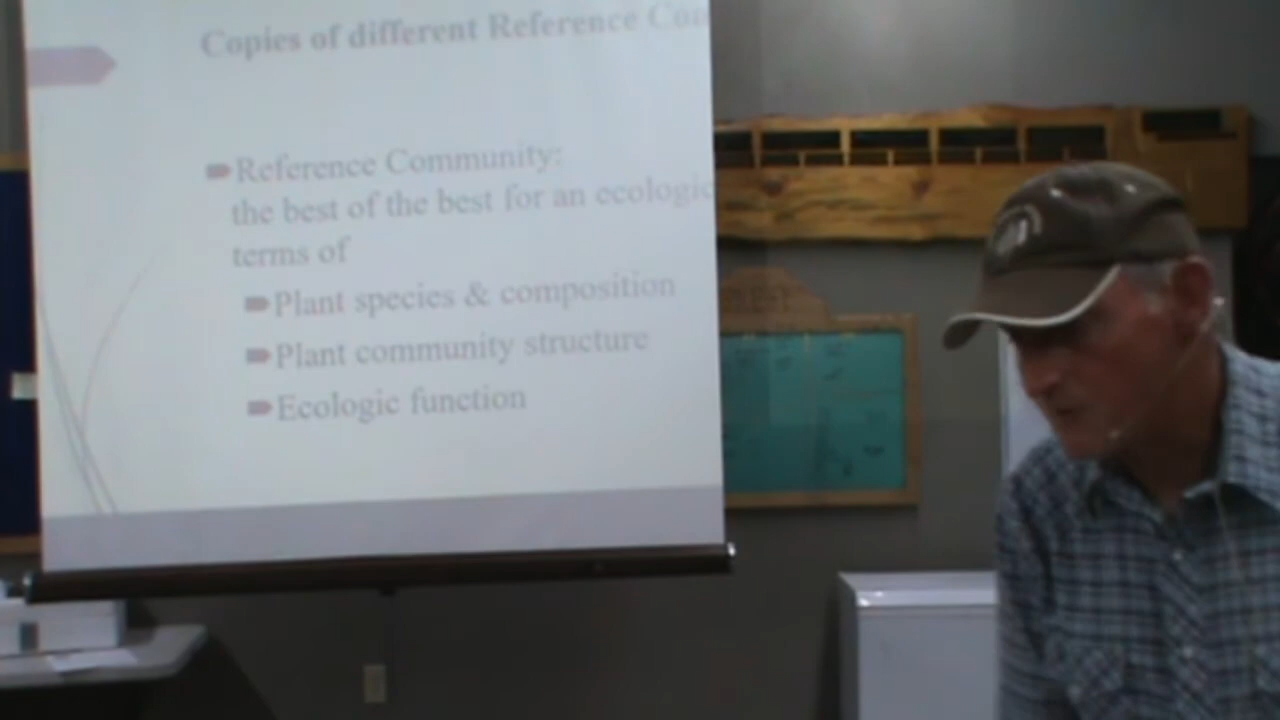 Copies of different Reference
Reference Community:
the best of the best for an ecologic
terms of
Plant species & composition
Plant community structure
Ecologic function